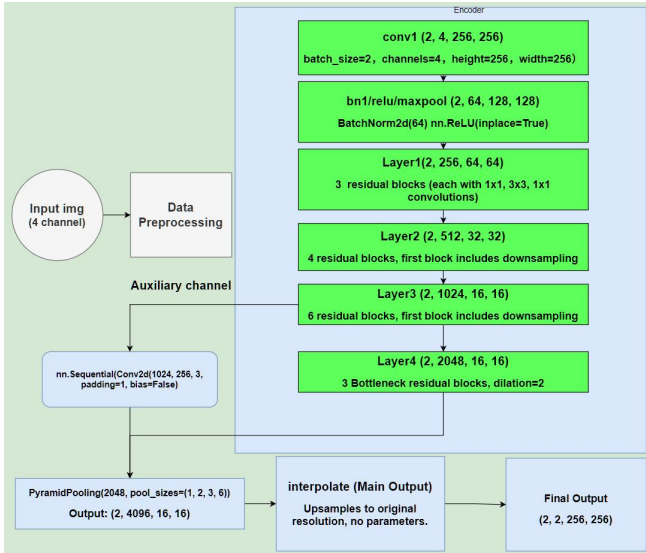 Encoder
conv1 (2, 4, 256, 256)
batch_size=2, channels=4, height=256, width=256)
bn1/relu/maxpool (2, 64, 128, 128)
BatchNorm2d(64) nn.ReLU(inplace=True)
Layer1(2, 256, 64, 64)
3 residual blocks (each with 1x1, 3x3, 1x1
convolutions)
Input img
(4 channel)
Data
Preprocessing
Layer2 (2, 512, 32, 32)
4 residual blocks, first block includes downsampling
Auxiliary channel
Layer3 (2, 1024, 16, 16)
6 residual blocks, first block includes downsampling
Layer4 (2, 2048, 16, 16)
3 Bottleneck residual blocks, dilation=2
nn.Sequential(Conv2d(1024, 256, 3,
padding=1, bias=False)
PyramidPooling(2048, pool_sizes=(1, 2, 3, 6))
Output: (2, 4096, 16, 16)
interpolate (Main Output)
Upsamples to original
resolution, no parameters.
Final Output
(2, 2, 256, 256)